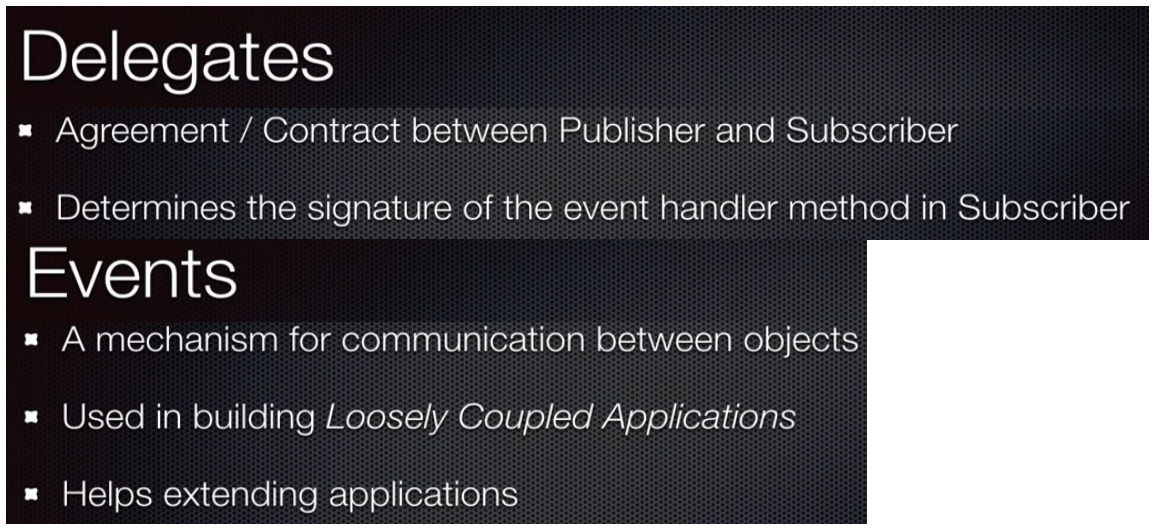 Delegates
Agreement / Contract between Publisher and Subscriber
Determines the signature of the event handler method in Subscriber
Events
A mechanism for communication between objects
Used in building Loosely Coupled Applications
Helps extending applications